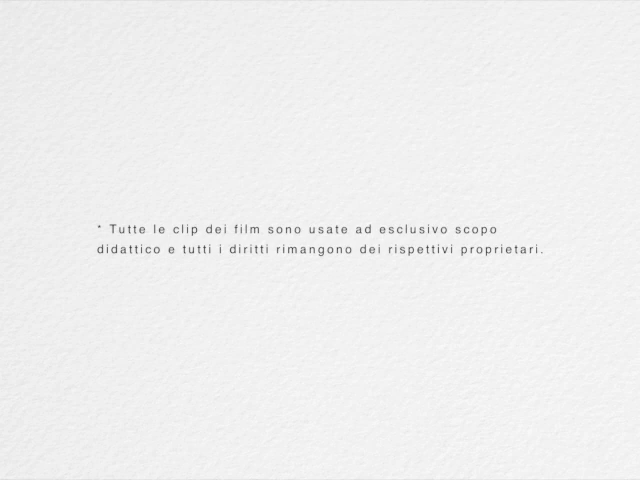 * Tutte le clip dei film sono usate ad esclusivo scopo
didattico e tutti i diritti rimangono dei rispettivi proprietari.